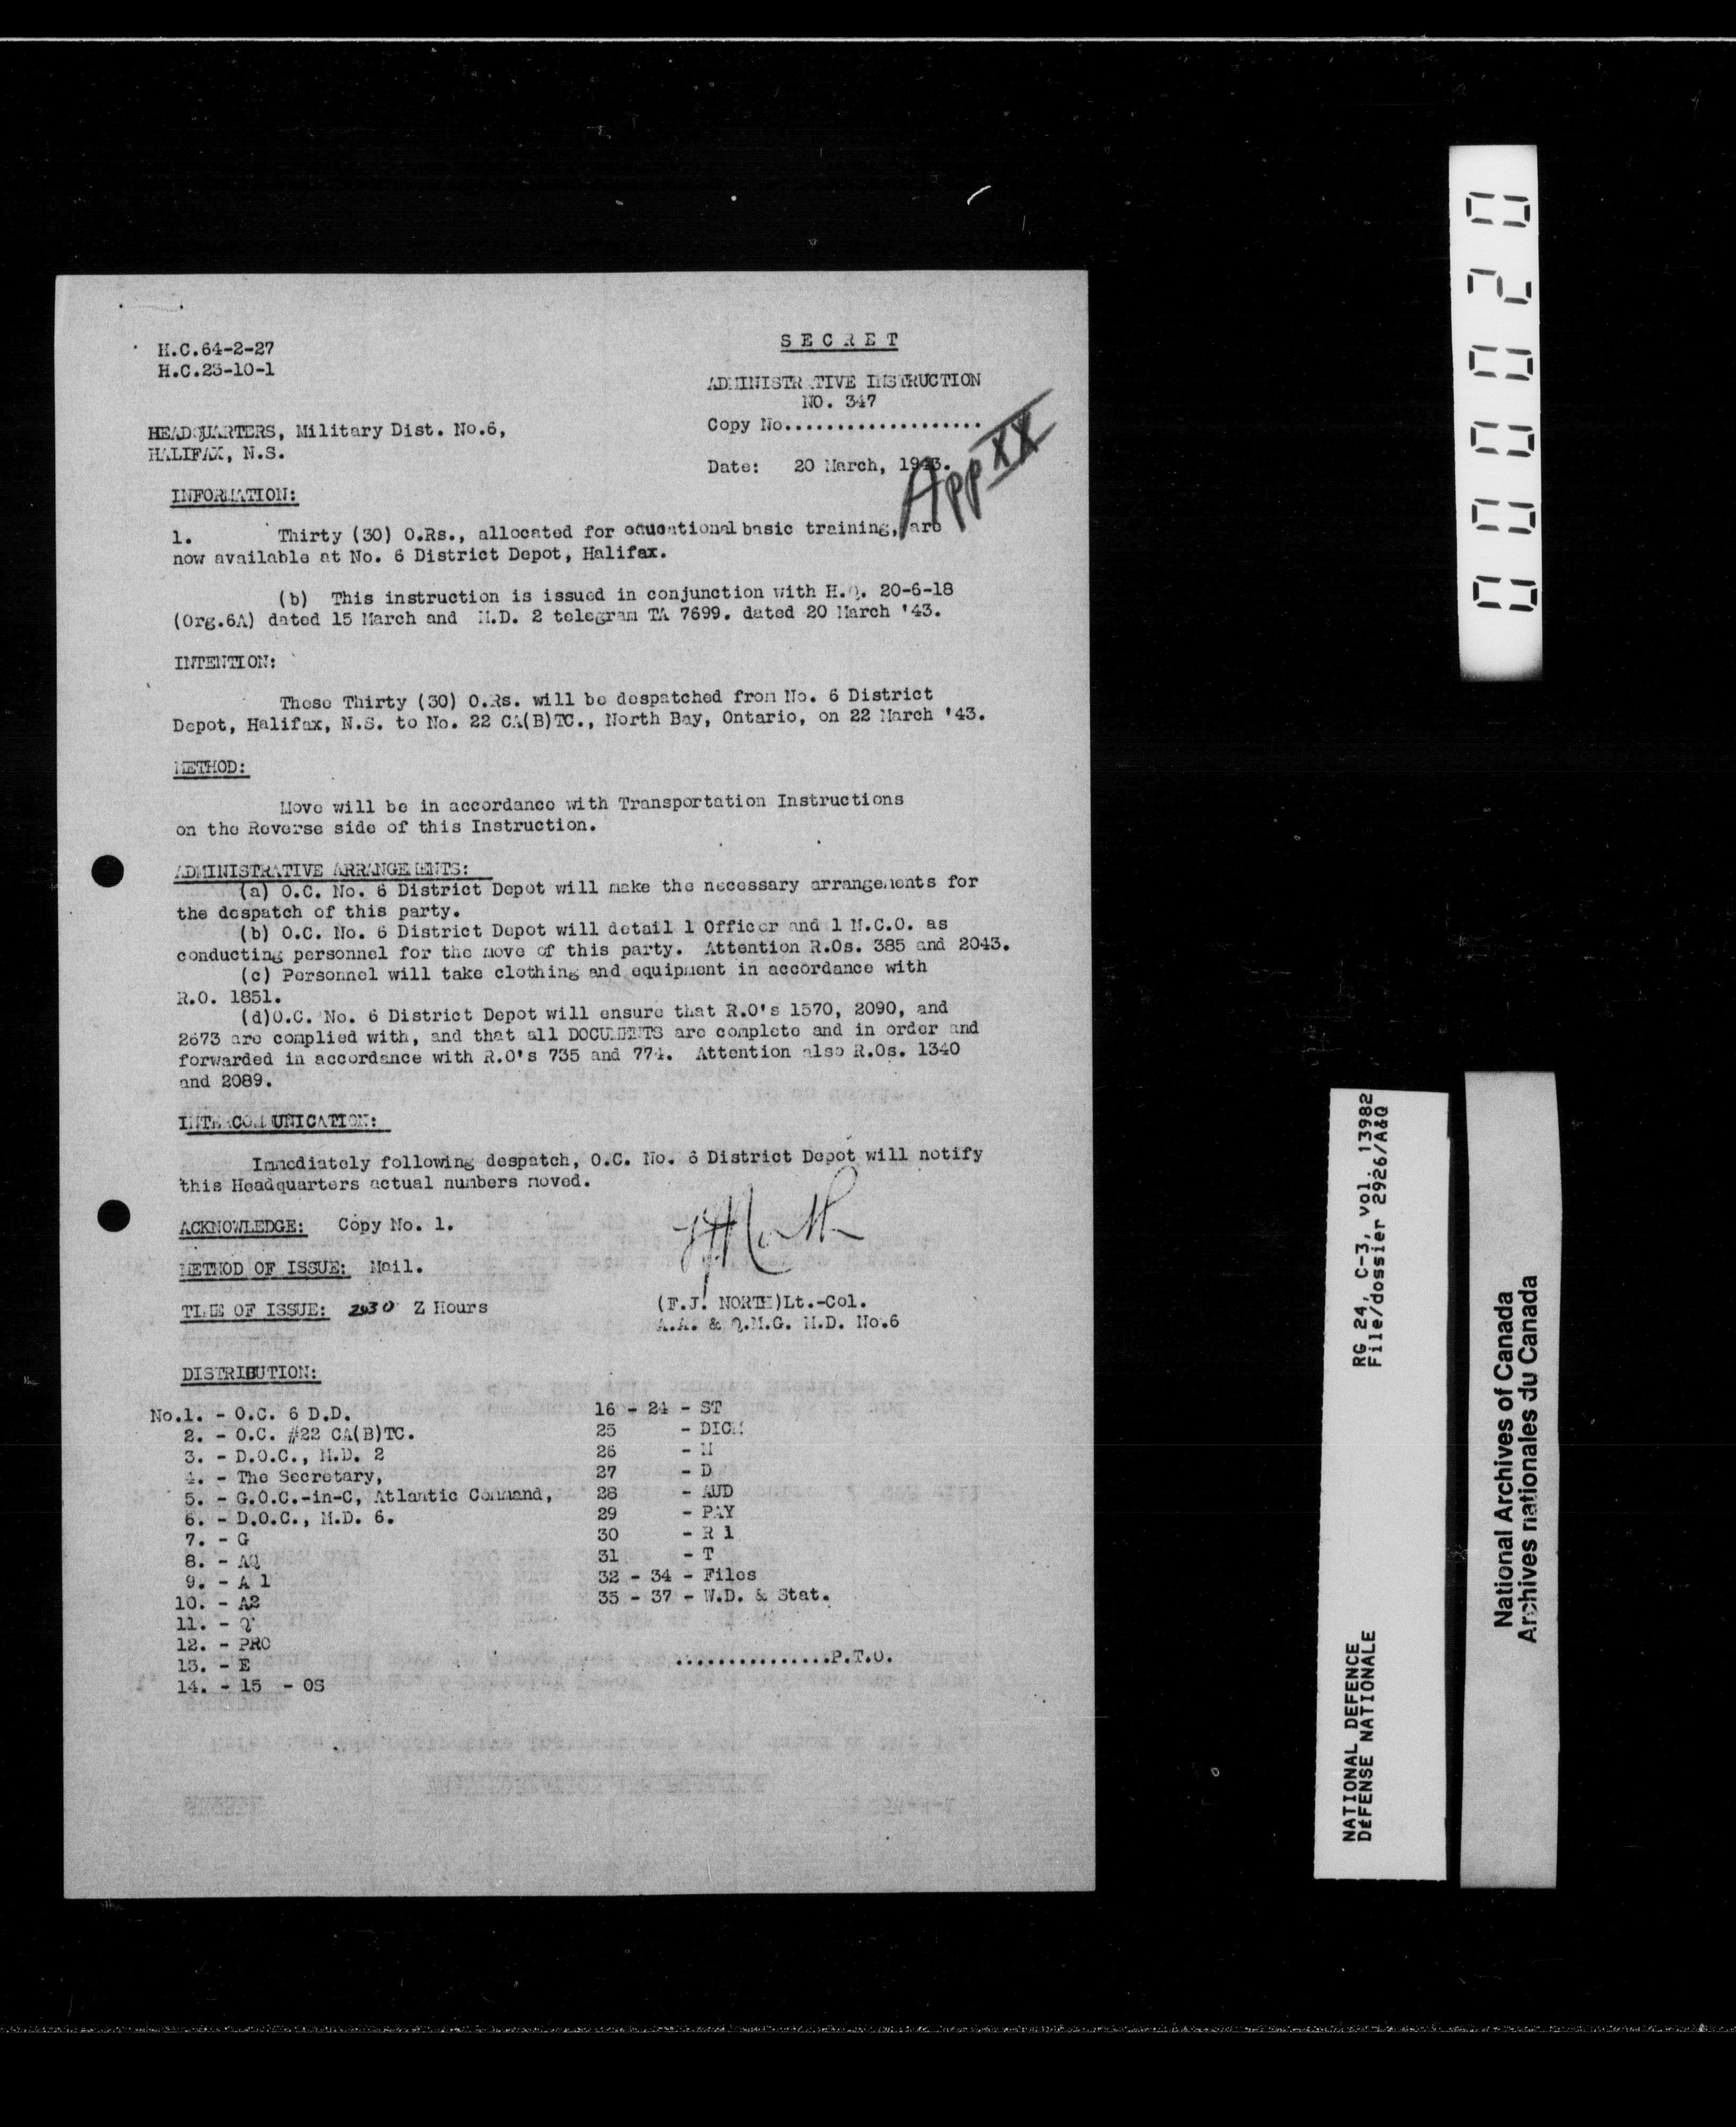 H.C.64-2-27
H.C.23-10-1
SECRET
ADMINISTRATIVE INSTRUCTION
NO. 347
Copy No...................
HEADQUARTERS, Military Dist. No.6,
HALIFAX, N.S.
Date: 20 March, 1943.
App XX
INFORMATION:
1. Thirty (30) O.Rs., allocated for educational basic training, are
now available at No. 6 District Depot, Halifax.
(b) This instruction is issued in conjunction with H.Q. 20-6-18
(Org.6A) dated 15 March and M.D. 2 telegram TA 7699. dated 20 March '43.
INTENTION:
These Thirty (30) O.Rs. will be despatched from No. 6 District
Depot, Halifax, N.S. to No. 22 CA(B)TC., North Bay, Ontario, on 22 March '43.
METHOD:
Move will be in accordance with Transportation Instructions
on the Reverse side of this Instruction.
ADMINISTRATIVE ARRANGEMENTS:
(a) O.C. No. 6 District Depot will make the necessary arrangements for
the despatch of this party.
(b) O.C. No. 6 District Depot will detail 1 Officer and 1 N.C.O. as
conducting personnel for the move of this party. Attention R.Os. 385 and 2043.
(c) Personnel will take clothing and equipment in accordance with
R.O. 1851.
(d)O.C. No. 6 District Depot will ensure that R.O's 1570, 2090, and
2673 are complied with, and that all DOCUMENTS are complete and in order and
forwarded in accordance with R.O's 735 and 774. Attention also R.Os. 1340
and 2089.
INTERCOMMUNICATION:
Immediately following despatch, O.C. No. 6 District Depot will notify
this Headquarters actual numbers moved.
ACKNOWLEDGE: Copy No. 1.
METHOD OF ISSUE: Mail.
TIME OF ISSUE: 2030 Z Hours
(F.J. NORTH)Lt.-Col.
A.A. & Q.M.G. M.D. No.6
DISTRIBUTION:
No.1. - O.C. 6 D.D.
2. - O.C. #22 CA(B)TC.
3. - D.O.C., M.D. 2
4. - The Secretary,
5. - G.O.C.-in-C, Atlantic Command,
6. - D.O.C., M.D. 6.
7. - G
8. - AQ
9. - A 1
10. - A2
11. - Q
12. - PRO
13. - E
14. - 15 - OS
16 - 24 - ST
25 - DICM
26 - M
27 - D
28 - AUD
29 - PAY
30 - R 1
31 - T
32 - 34 - Files
35 - 37 - W.D. & Stat.
...............P.T.O.
000020
RG 24, C-3, vol. 13982
File/dossier 2926/A&Q
NATIONAL DEFENCE
DÉFENSE NATIONALE
National Archives of Canada
Archives nationales du Canada